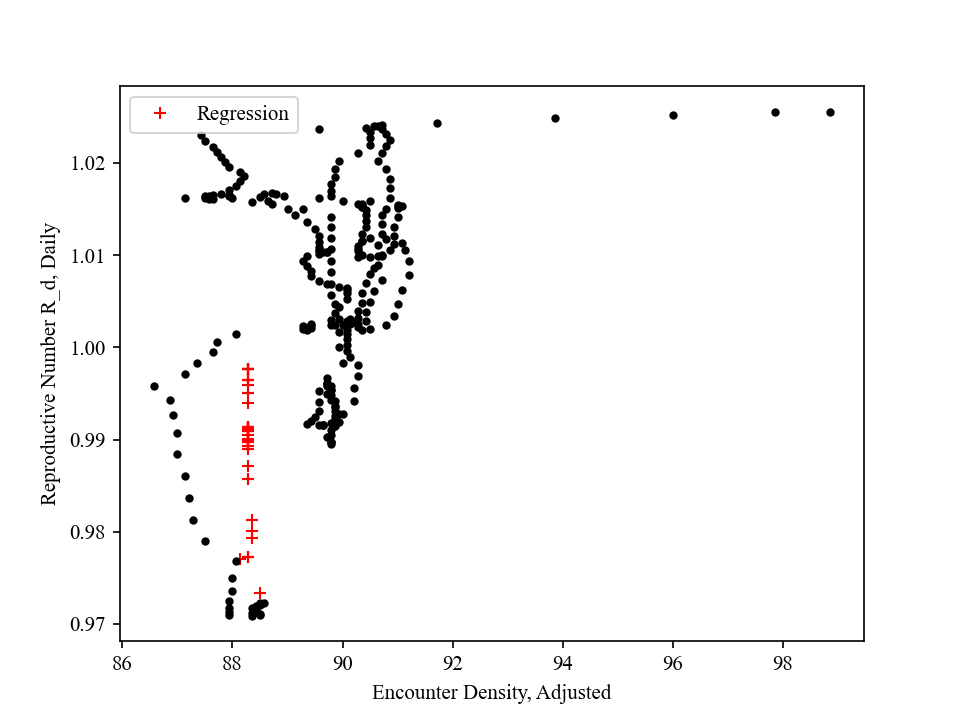 Regression
1.02
1.01
1.00
0.99
0.98
0.97
Reproductive Number R_d, Daily
86 88 90 92 94 96 98
Encounter Density, Adjusted